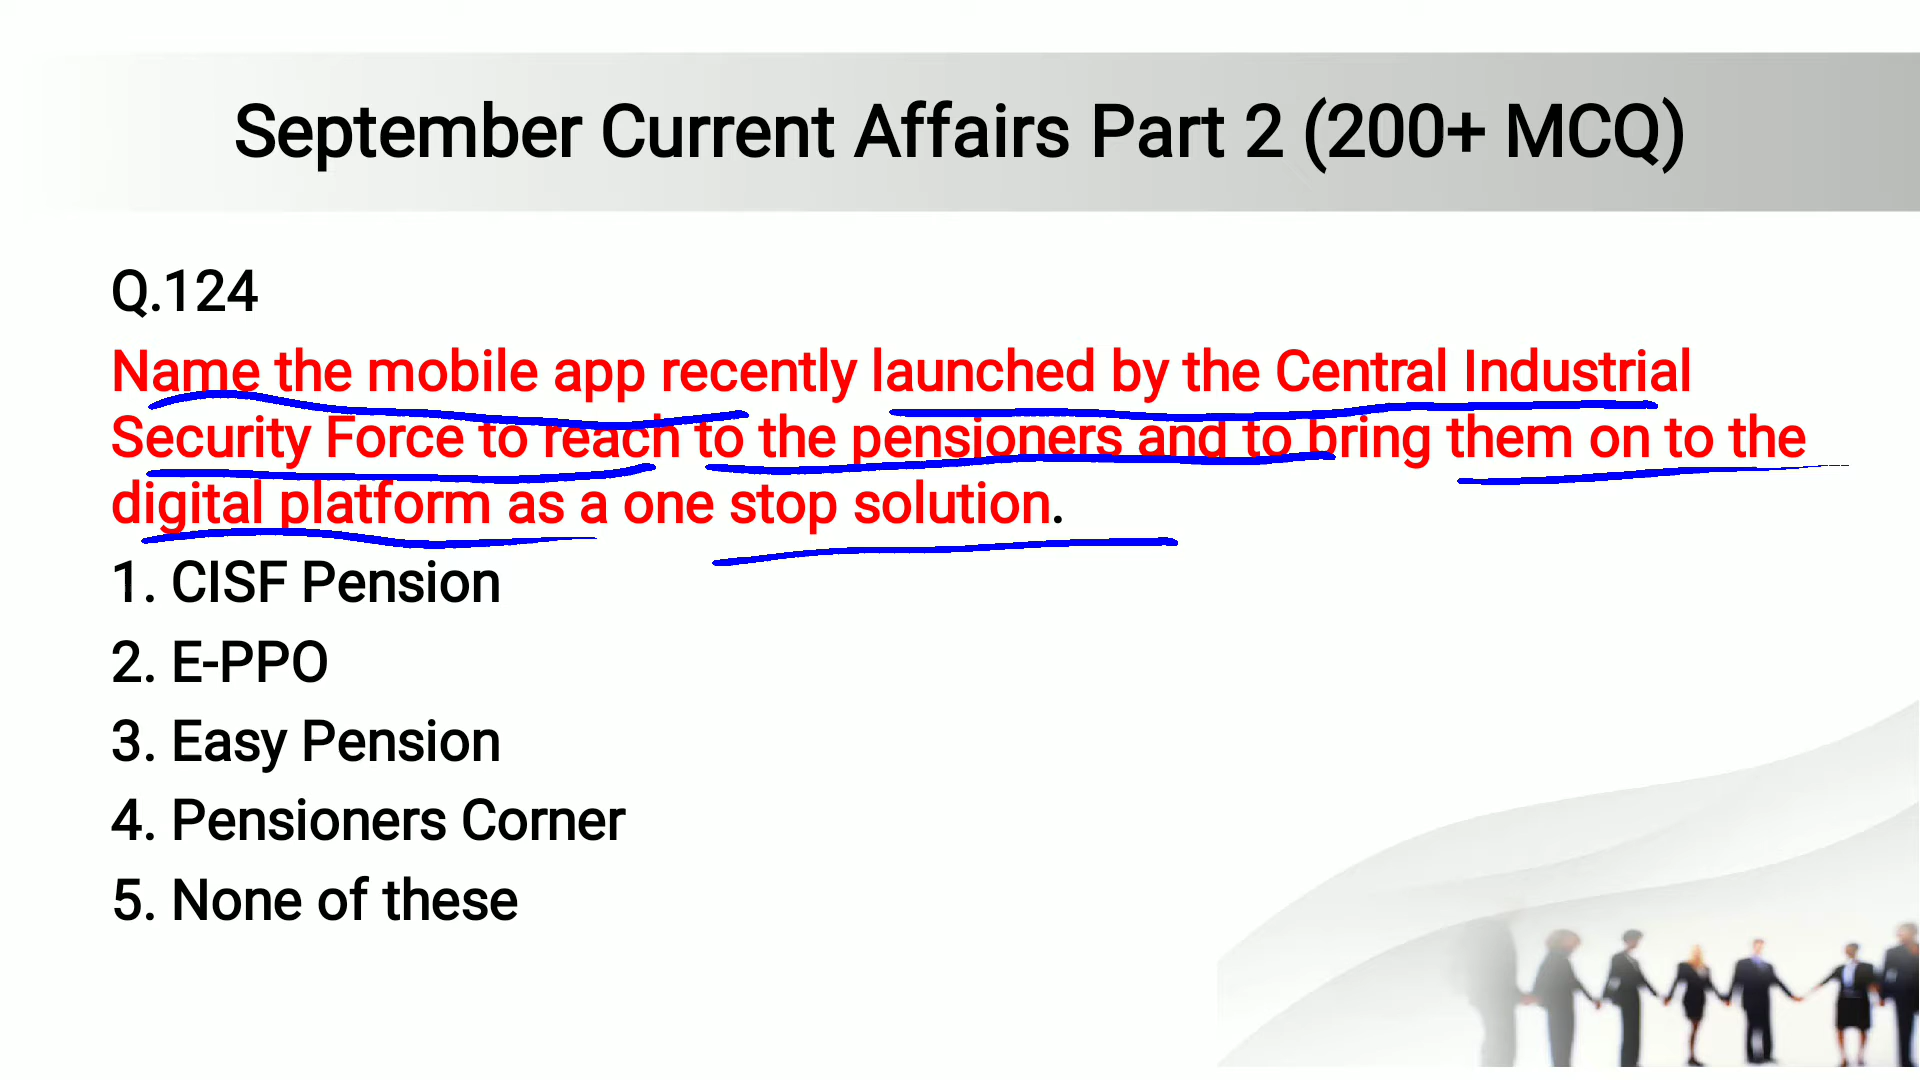 September Current Affairs Part 2 (200+ MCQ)
Q.124
Name the mobile app recently launched by the Central Industrial
Security Force to reach to the pensioners and to bring them on to the
digital platform as a one stop solution.
1. CISF Pension
2. E-PPO
3. Easy Pension
4. Pensioners Corner
5. None of these